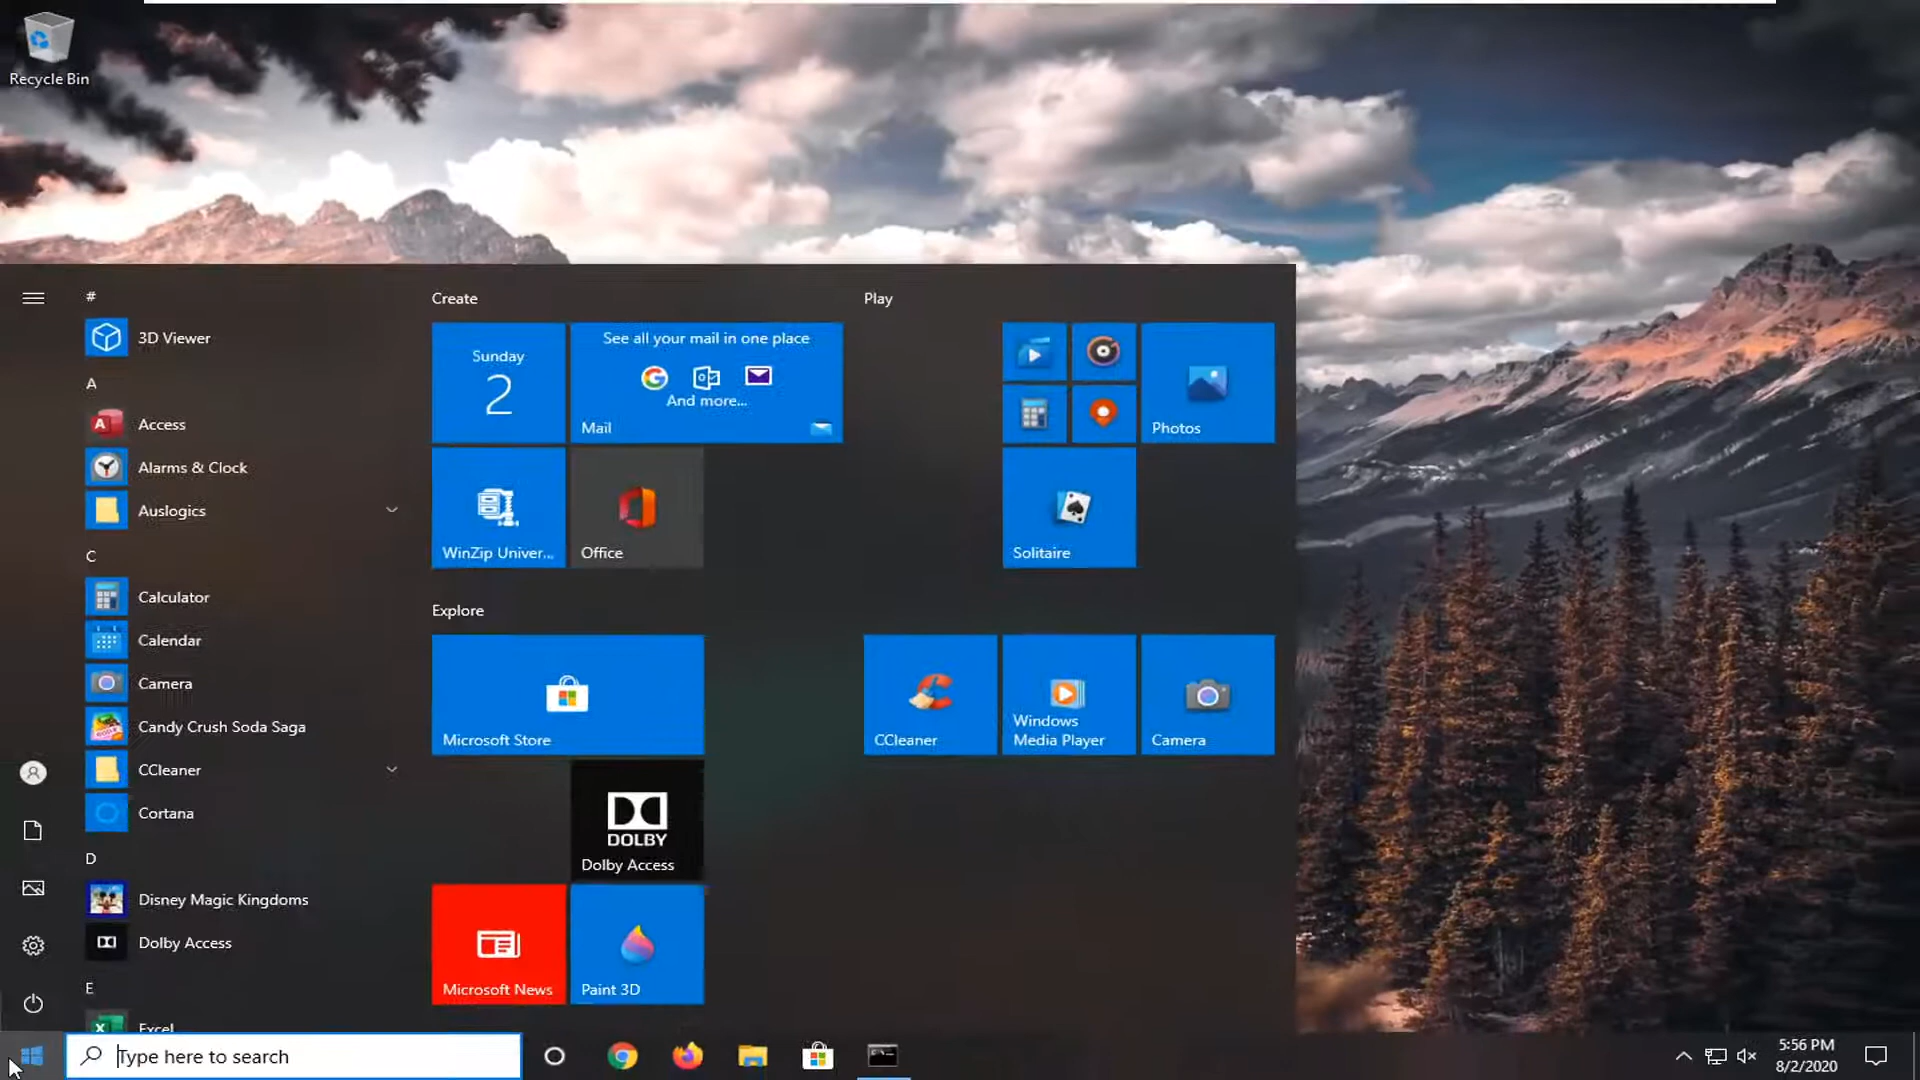 Recycle Bin
#
3D Viewer
A
Access
Alarms & Clock
Auslogics
C
Calculator
Calendar
Camera
Candy Crush Soda Saga
CCleaner
Cortana
D
Disney Magic Kingdoms
Dolby Access
E
Excel
Create
Sunday
2
See all your mail in one place
And more...
Mail
WinZip Univer...
Office
Explore
Microsoft Store
DOLBY
Dolby Access
Microsoft News
Paint 3D
Play
Photos
Solitaire
CCleaner
Windows
Media Player
Camera
Type here to search
5:56 PM
8/2/2020